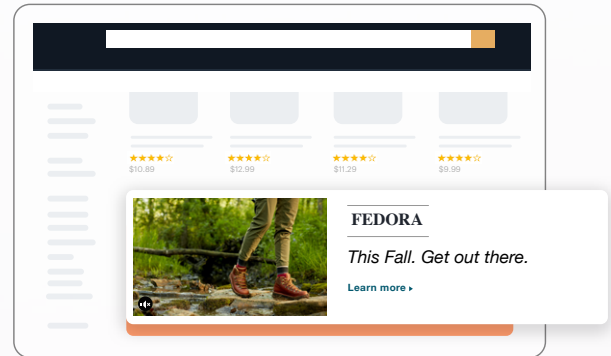 $10.89
$12.99
$11.29
$9.99
FEDORA
This Fall. Get out there.
Learn more